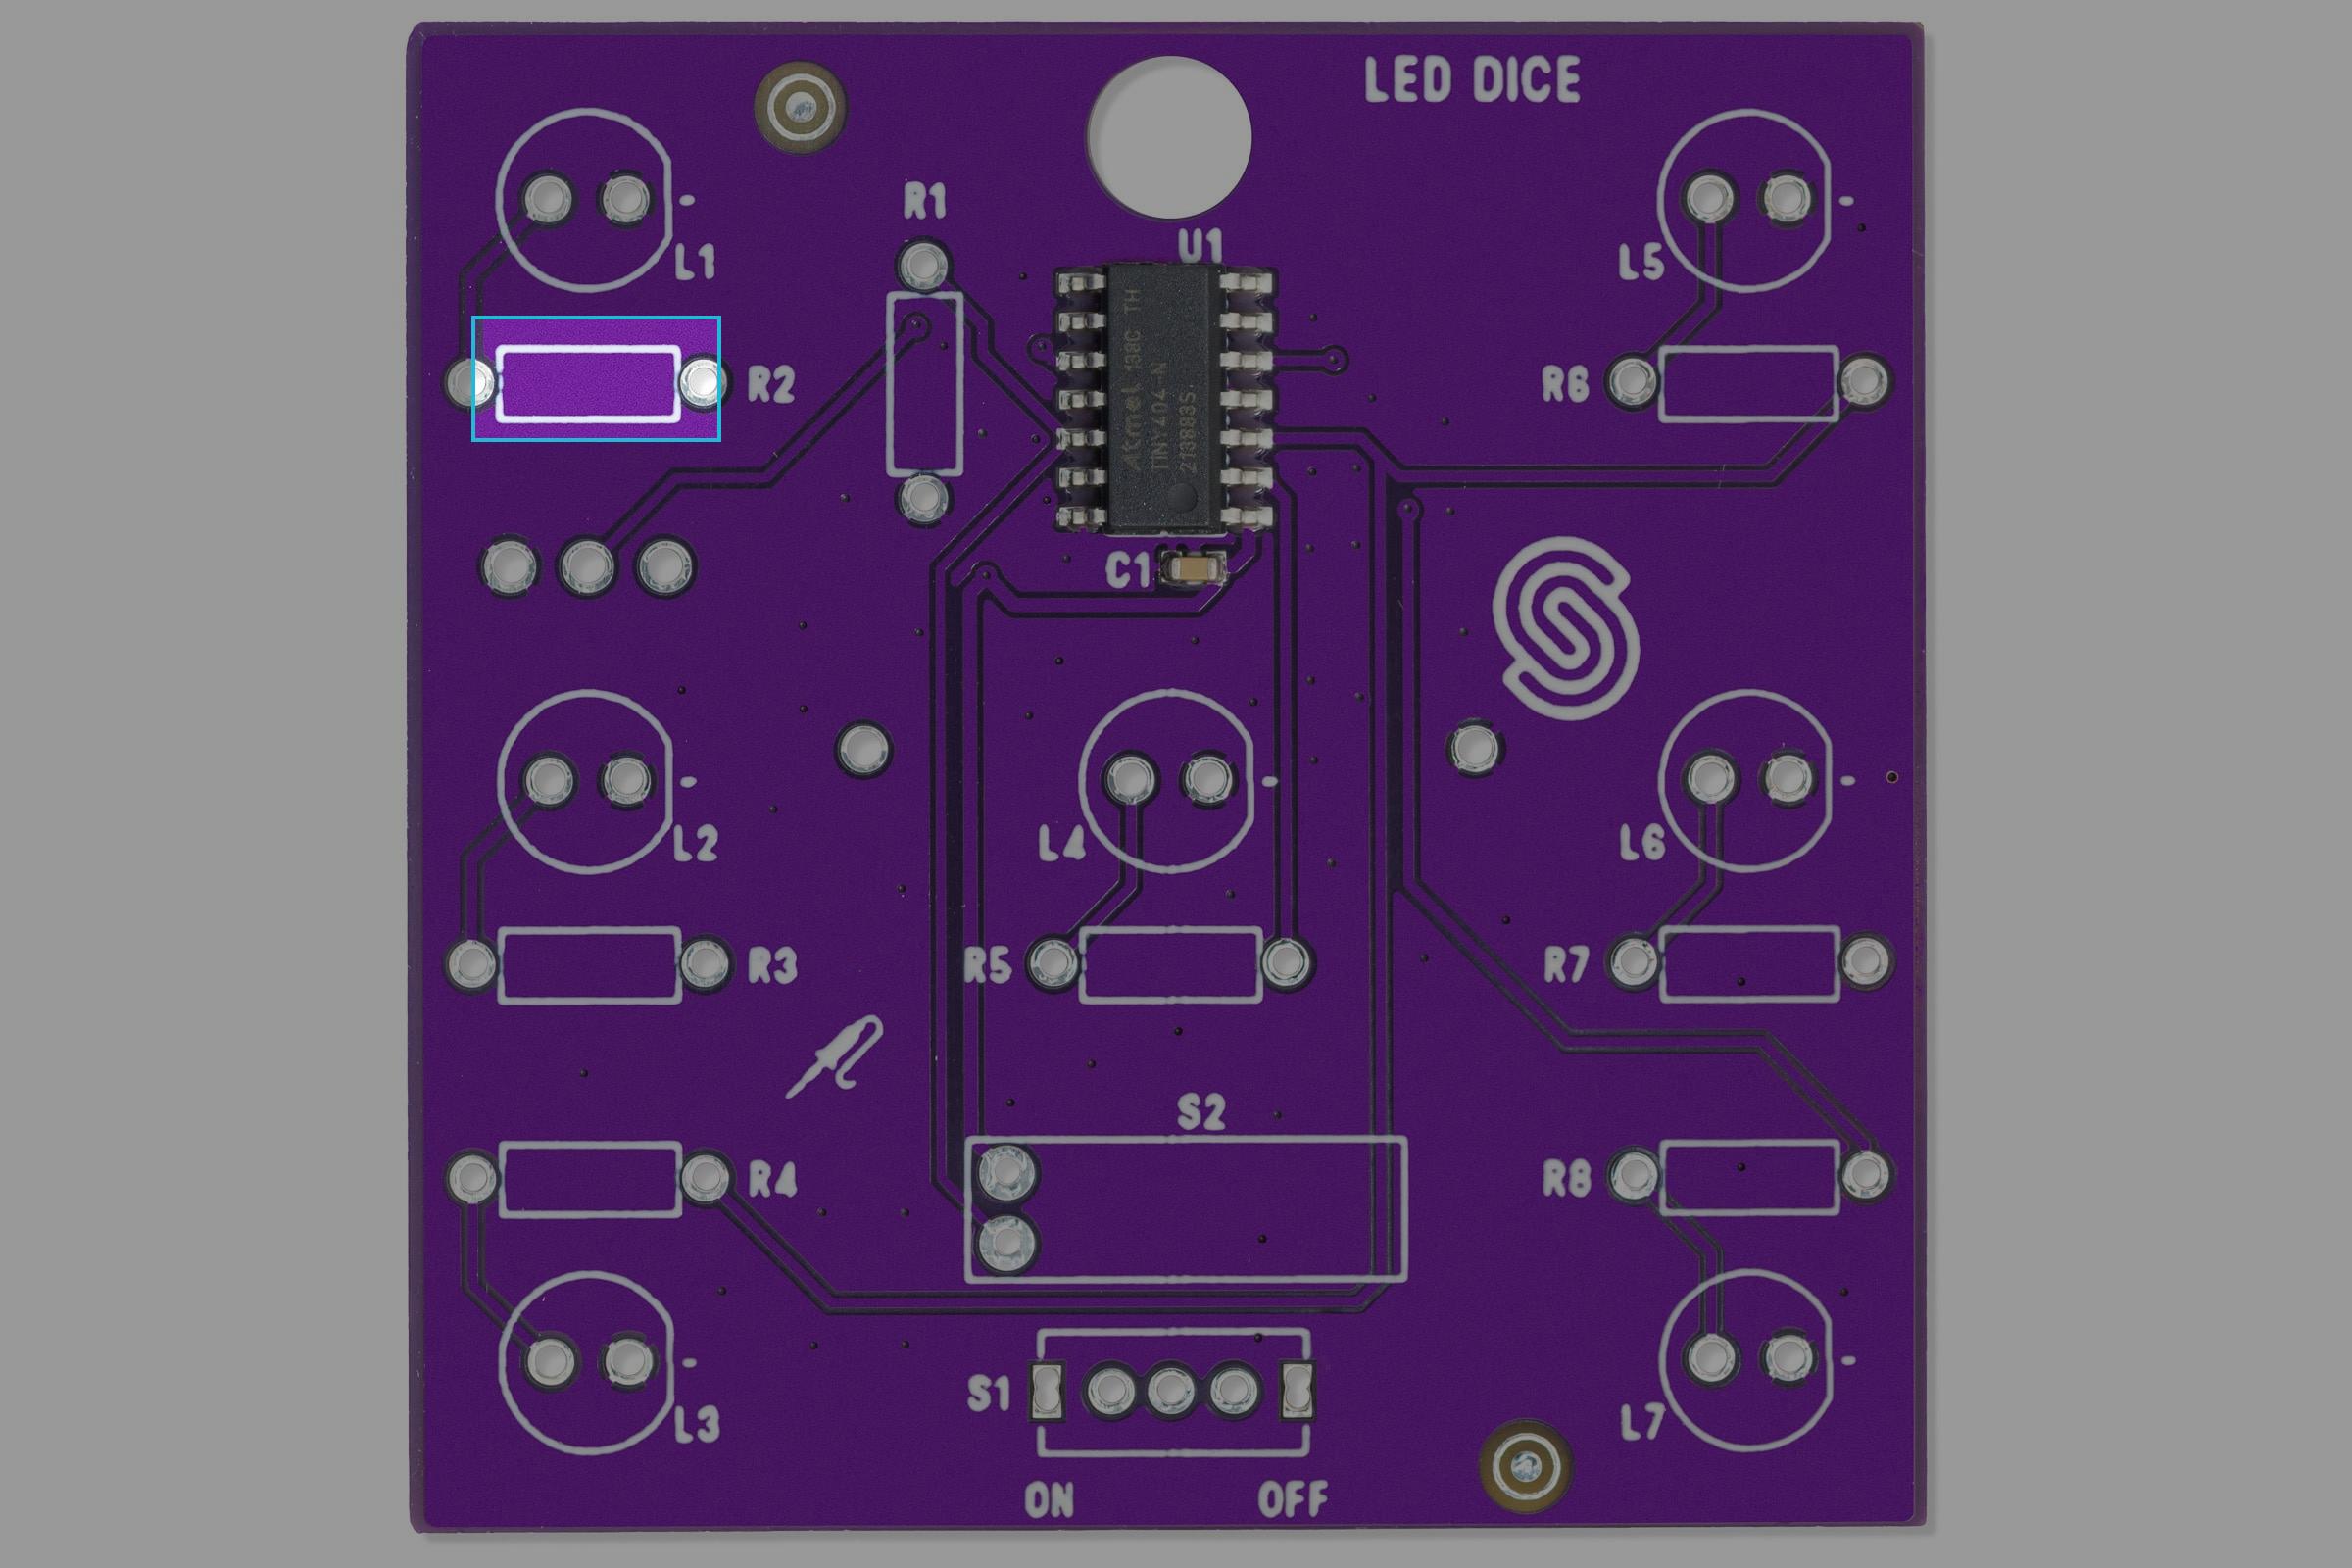 LED DICE
R1
U1
L1
L5
Atmel 138C TH
TINY404-N
213883S
R2
R6
C1
L2
L4
L6
R3
R5
R7
S2
R4
R8
S1
L3
L7
ON OFF